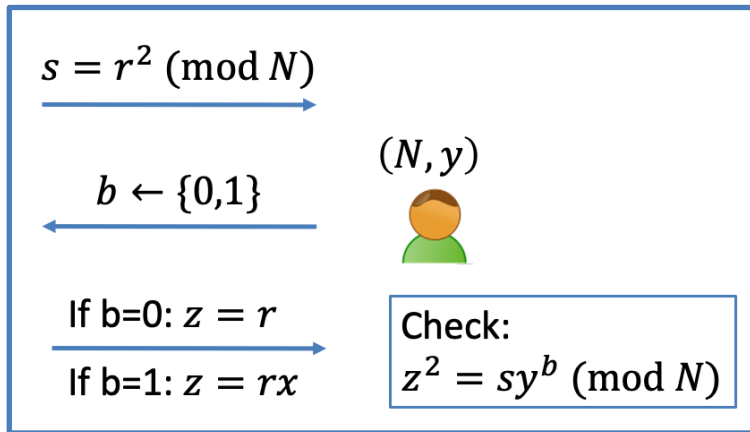 s = r² (mod N)
(N, y)
b ← {0,1}
If b=0: z = r
If b=1: z = rx
Check:
z² = sy^b (mod N)